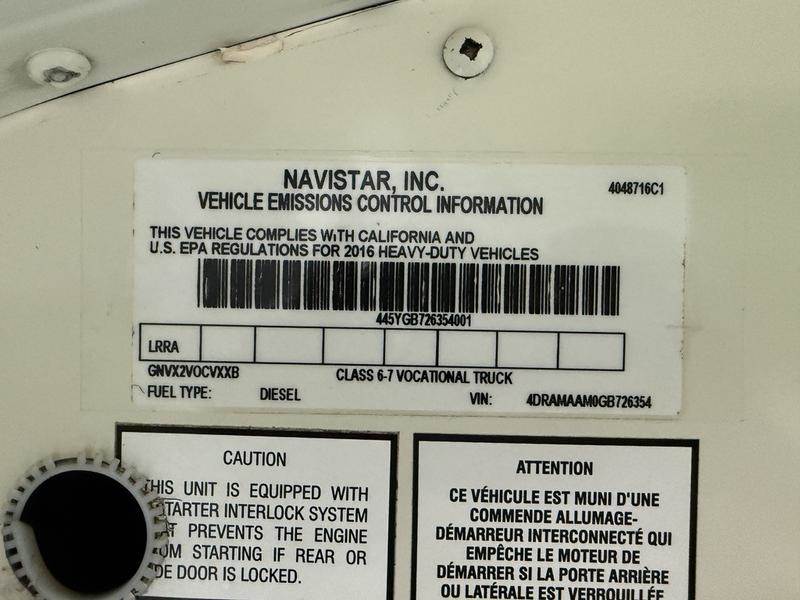 NAVISTAR, INC.
4048716C1
VEHICLE EMISSIONS CONTROL INFORMATION
THIS VEHICLE COMPLIES WITH CALIFORNIA AND
U.S. EPA REGULATIONS FOR 2016 HEAVY-DUTY VEHICLES
445YGB726354001
LRRA
GNVX2VOCVXXB CLASS 6-7 VOCATIONAL TRUCK
FUEL TYPE: DIESEL VIN: 4DRAMAAM0GB726354
CAUTION
THIS UNIT IS EQUIPPED WITH
STARTER INTERLOCK SYSTEM
PREVENTS THE ENGINE
STARTING IF REAR OR
DOOR IS LOCKED.
ATTENTION
CE VÉHICULE EST MUNI D'UNE
COMMENDE ALLUMAGE-
DÉMARREUR INTERCONNECTÉ QUI
EMPÊCHE LE MOTEUR DE
DÉMARRER SI LA PORTE ARRIÈRE
OU LATÉRALE EST VERROUILLÉE